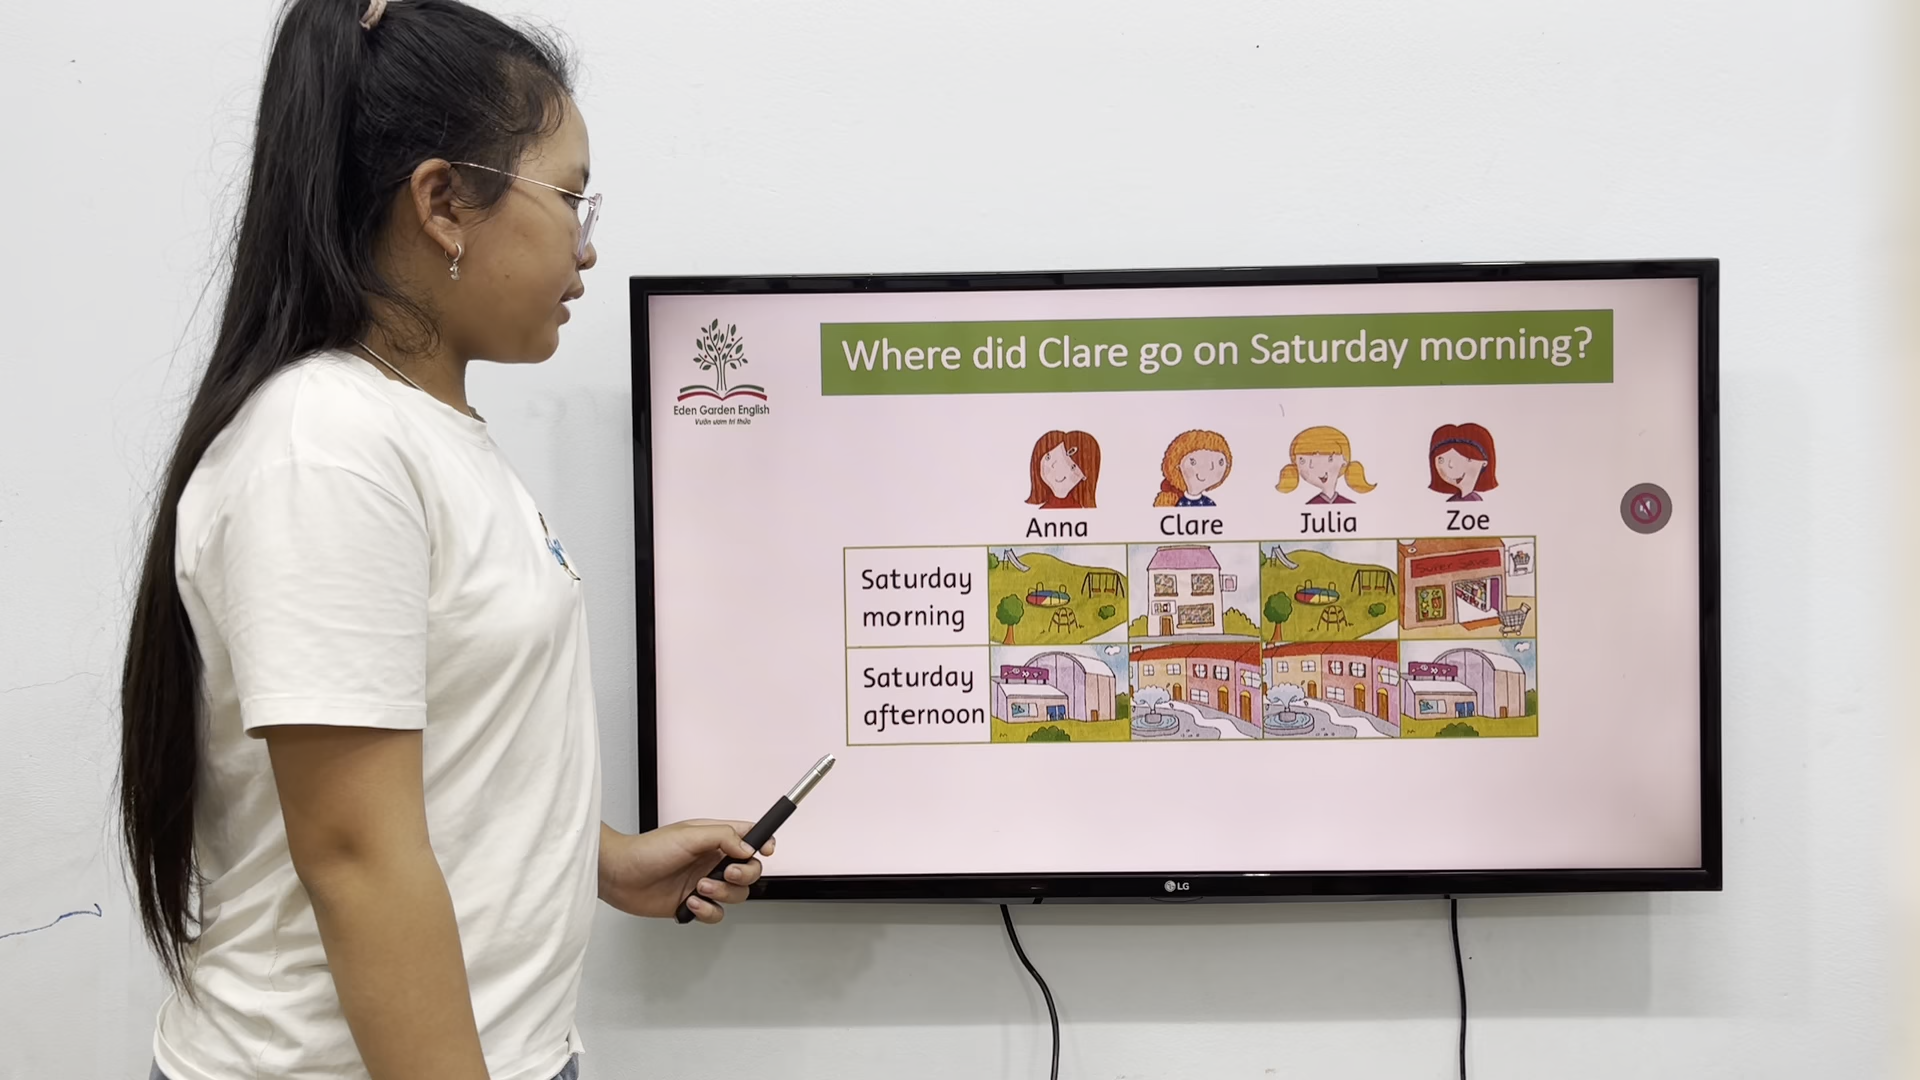 Where did Clare go on Saturday morning?
Eden Garden English
Vườn ươm tri thức
Anna Clare Julia Zoe
Saturday
morning
Saturday
afternoon
LG